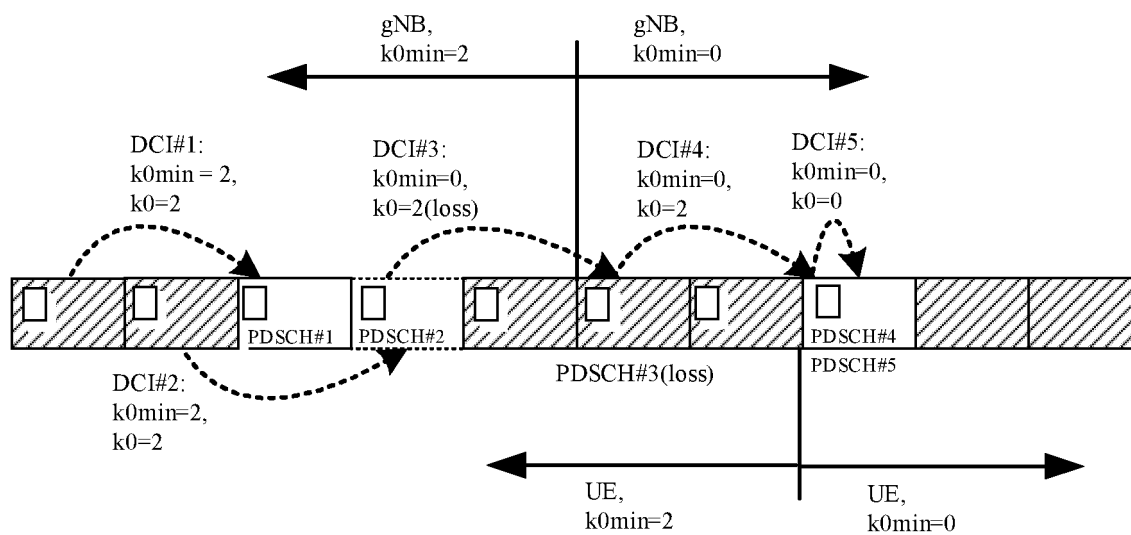 gNB,
k0min=2
gNB,
k0min=0
DCI#1:
k0min = 2,
k0=2
DCI#3:
k0min=0,
k0=2(loss)
DCI#4:
k0min=0,
k0=2
DCI#5:
k0min=0,
k0=0
PDSCH#1
PDSCH#2
PDSCH#4
PDSCH#5
PDSCH#3(loss)
DCI#2:
k0min=2,
k0=2
UE,
k0min=2
UE,
k0min=0